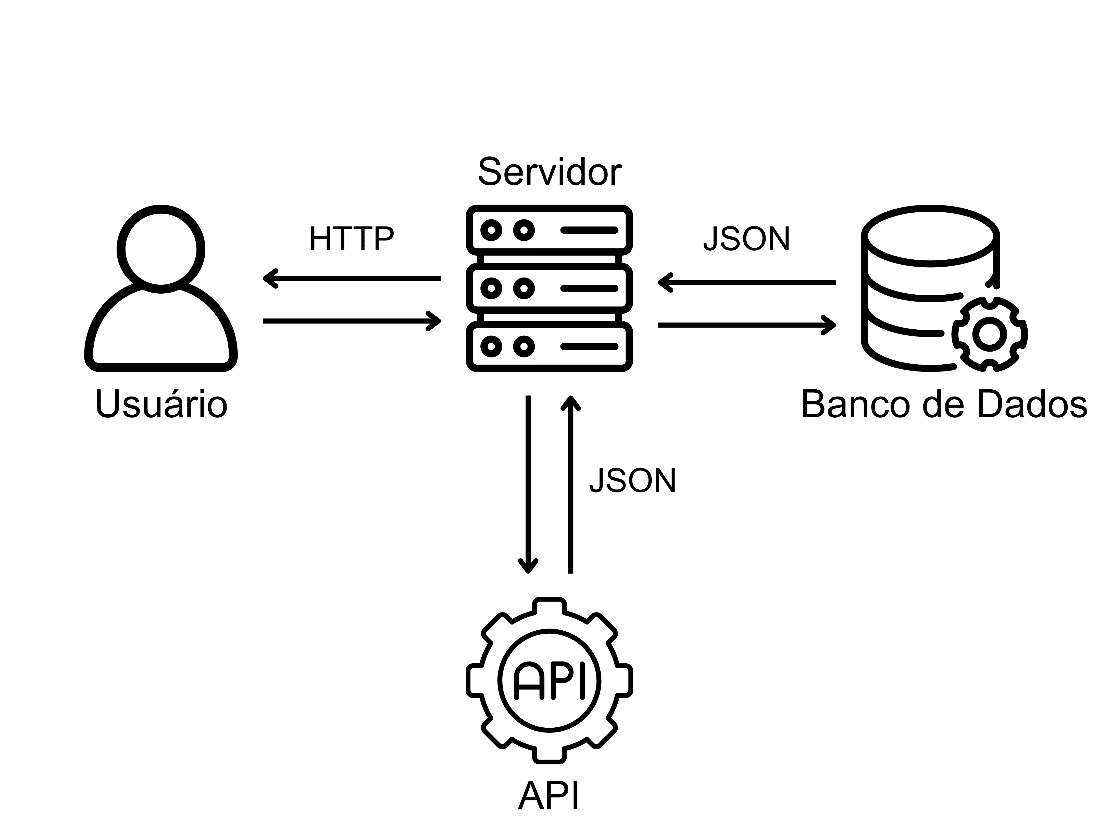 Servidor
HTTP
JSON
Usuário
Banco de Dados
JSON
API
API